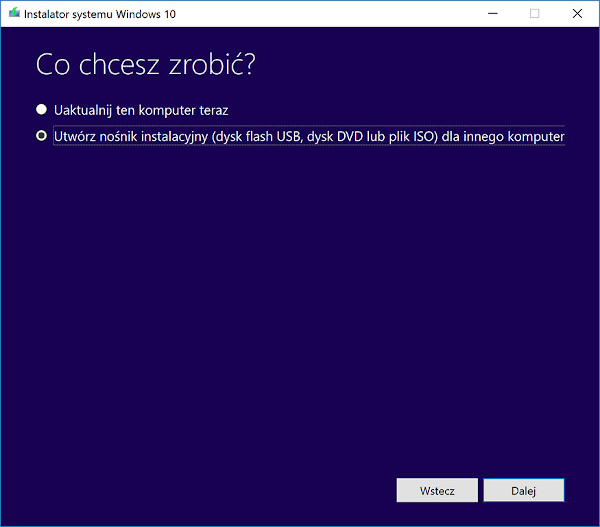 Instalator systemu Windows 10
Co chcesz zrobić?
Uaktualnij ten komputer teraz
Utwórz nośnik instalacyjny (dysk flash USB, dysk DVD lub plik ISO) dla innego komputer
Wstecz
Dalej